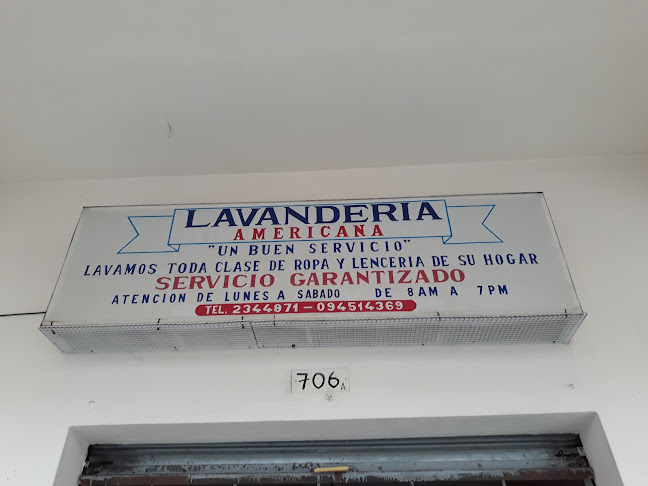 LAVANDERIA
AMERICANA
"UN BUEN SERVICIO"
LAVAMOS TODA CLASE DE ROPA Y LENCERIA DE SU HOGAR
SERVICIO GARANTIZADO
ATENCION DE LUNES A SABADO DE 8AM A 7PM
TEL. 2344871-094514369
706A